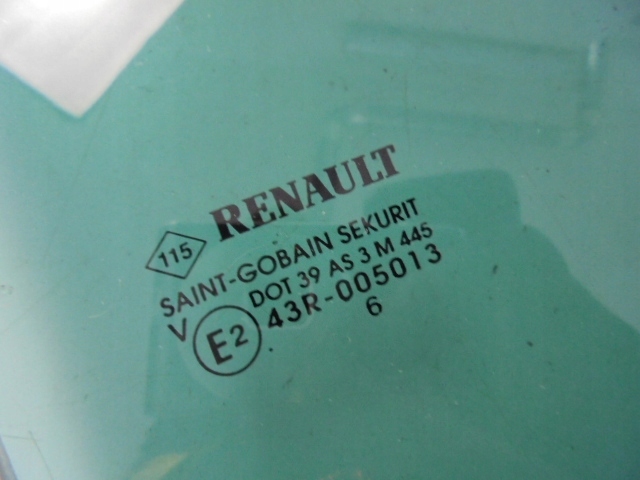 RENAULT
115
SAINT-GOBAIN SEKURIT
DOT 39 AS 3 M 445
V E2 43R-005013
6